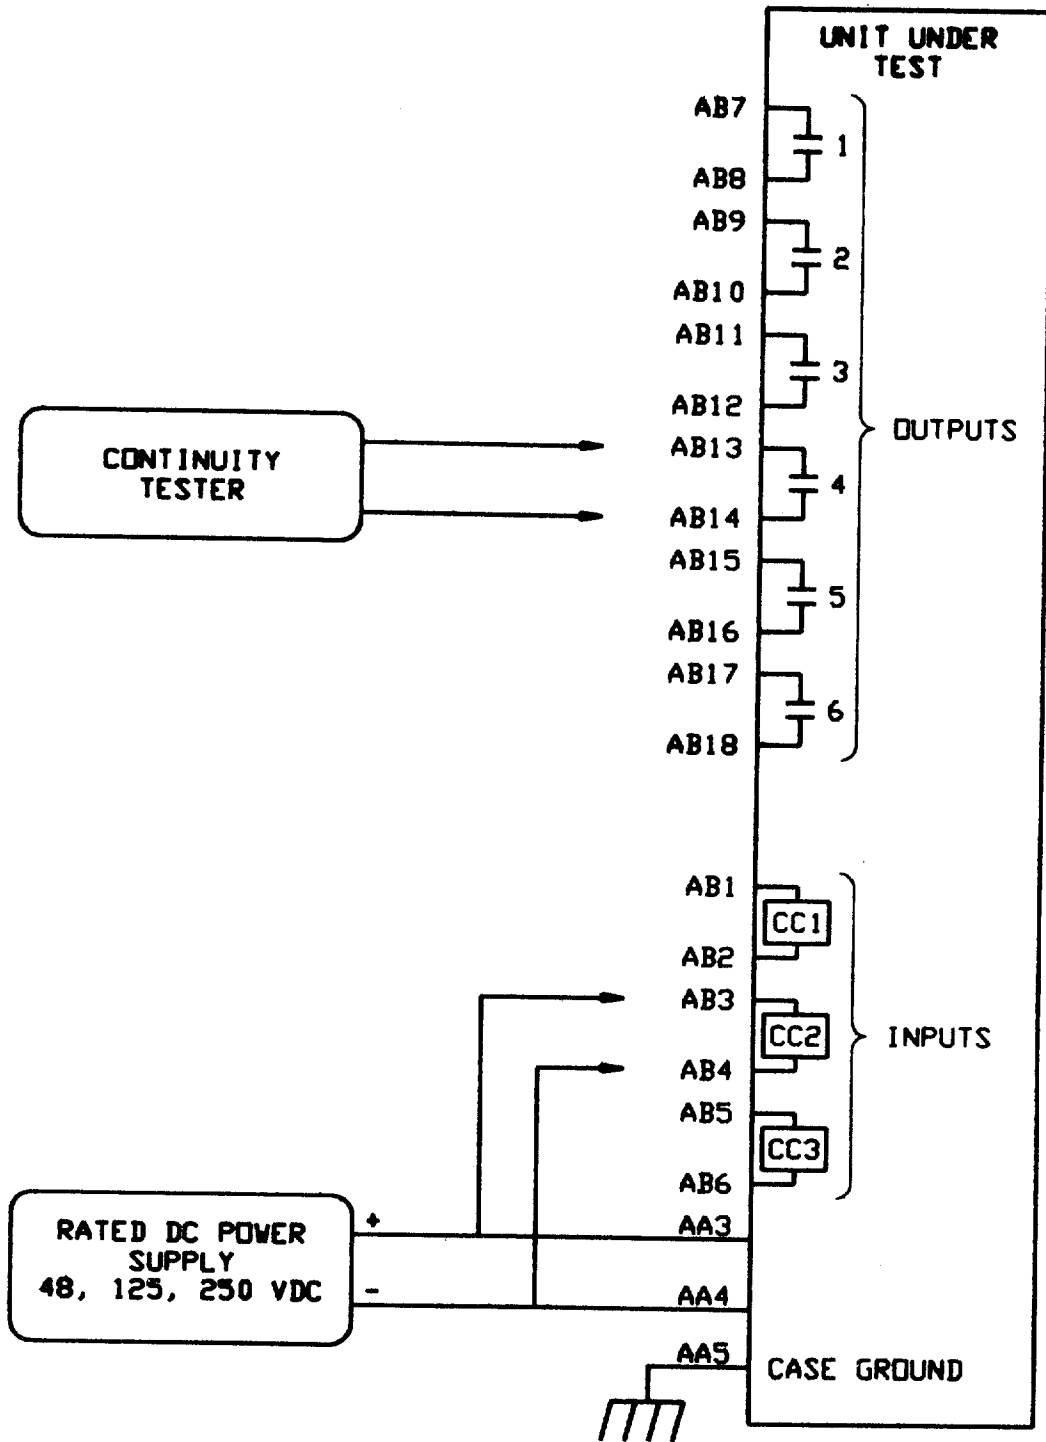 UNIT UNDER
TEST
AB7
1
AB8
AB9
2
AB10
AB11
3
AB12
OUTPUTS
CONTINUITY
TESTER
AB13
4
AB14
AB15
5
AB16
AB17
6
AB18
AB1
CC1
AB2
AB3
CC2
INPUTS
AB4
AB5
CC3
AB6
RATED DC POWER
SUPPLY
48, 125, 250 VDC
+
AA3
-
AA4
AA5
CASE GROUND